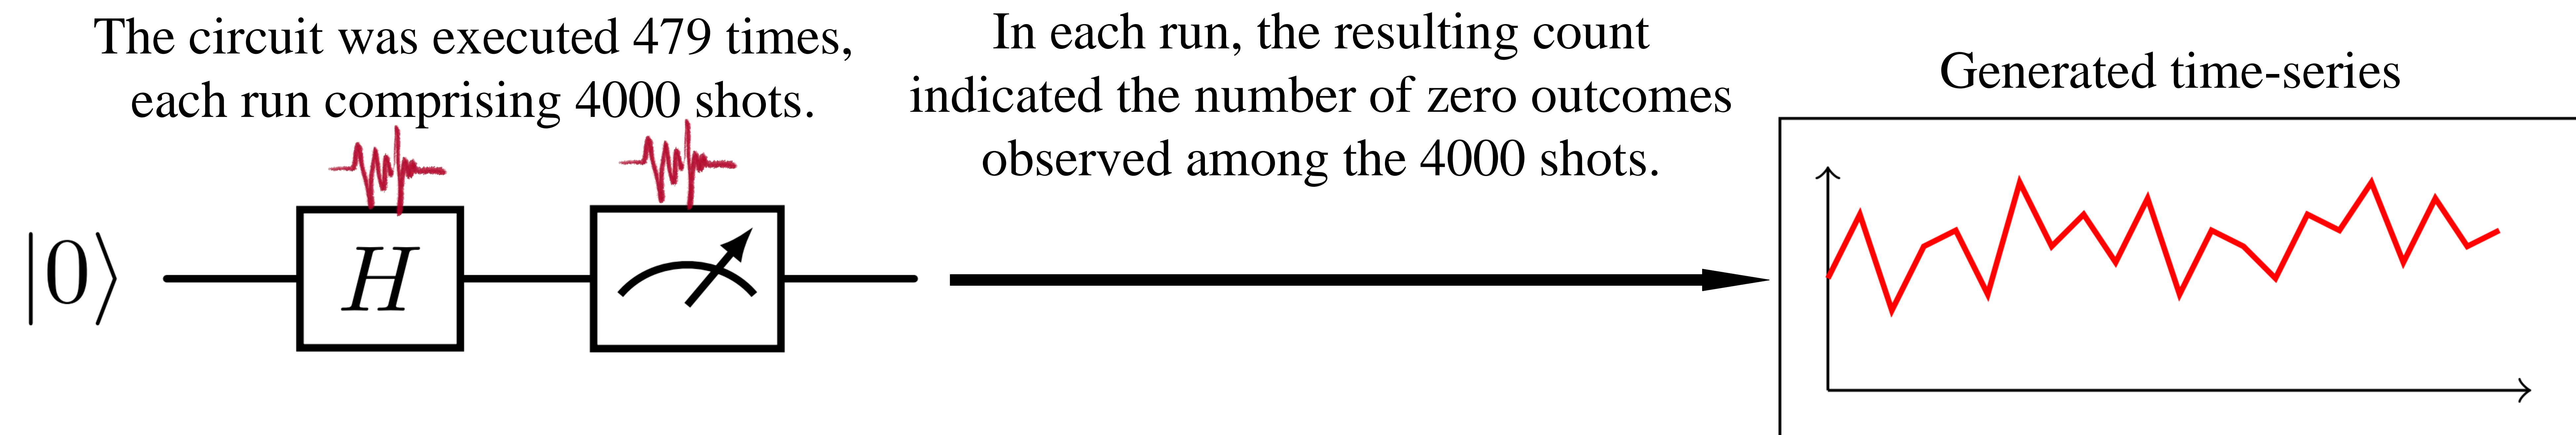 The circuit was executed 479 times,
each run comprising 4000 shots.
In each run, the resulting count
indicated the number of zero outcomes
observed among the 4000 shots.
Generated time-series
|0⟩
H